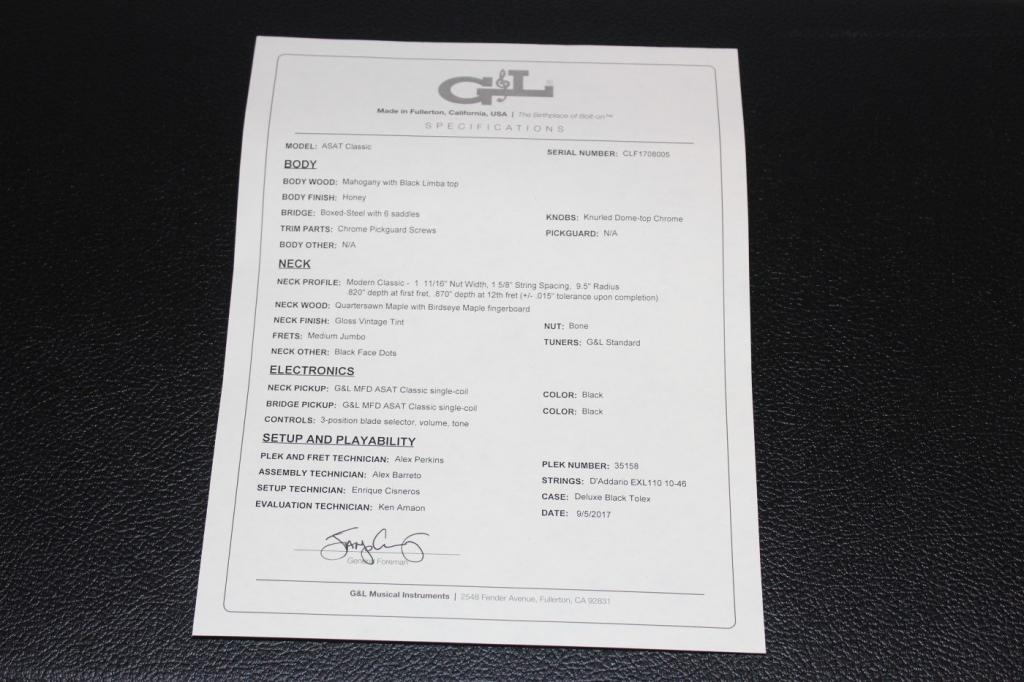 G&L
Made in Fullerton, California, USA | The Birthplace of Bolt-on™
SPECIFICATIONS
MODEL: ASAT Classic
SERIAL NUMBER: CLF1708005
BODY
BODY WOOD: Mahogany with Black Limba top
BODY FINISH: Honey
BRIDGE: Boxed-Steel with 6 saddles
KNOBS: Knurled Dome-top Chrome
TRIM PARTS: Chrome Pickguard Screws
PICKGUARD: N/A
BODY OTHER: N/A
NECK
NECK PROFILE: Modern Classic - 1 11/16" Nut Width, 1 5/8" String Spacing, 9.5" Radius
.820" depth at first fret, .870" depth at 12th fret (+/- .015" tolerance upon completion)
NECK WOOD: Quartersawn Maple with Birdseye Maple fingerboard
NECK FINISH: Gloss Vintage Tint
NUT: Bone
FRETS: Medium Jumbo
TUNERS: G&L Standard
NECK OTHER: Black Face Dots
ELECTRONICS
NECK PICKUP: G&L MFD ASAT Classic single-coil
COLOR: Black
BRIDGE PICKUP: G&L MFD ASAT Classic single-coil
COLOR: Black
CONTROLS: 3-position blade selector, volume, tone
SETUP AND PLAYABILITY
PLEK AND FRET TECHNICIAN: Alex Perkins
PLEK NUMBER: 35158
ASSEMBLY TECHNICIAN: Alex Barreto
STRINGS: D'Addario EXL110 10-46
SETUP TECHNICIAN: Enrique Cisneros
CASE: Deluxe Black Tolex
EVALUATION TECHNICIAN: Ken Amaon
DATE: 9/5/2017
General Foreman
G&L Musical Instruments | 2548 Fender Avenue, Fullerton, CA 92831